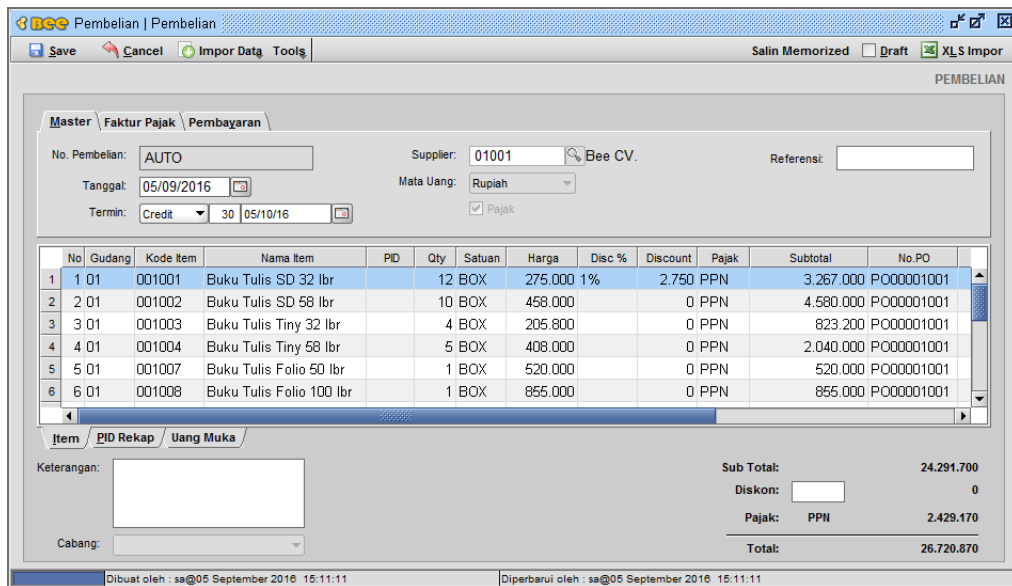 Bee Pembelian | Pembelian
Save Cancel Impor Data Tools Salin Memorized Draft XLS Impor
PEMBELIAN
Master Faktur Pajak Pembayaran
No. Pembelian: AUTO Supplier: 01001 Bee CV. Referensi:
Tanggal: 05/09/2016 Mata Uang: Rupiah
Termin: Credit 30 05/10/16 Pajak
No Gudang Kode Item Nama Item PID Qty Satuan Harga Disc % Discount Pajak Subtotal No.PO
1 1 01 001001 Buku Tulis SD 32 lbr 12 BOX 275.000 1% 2.750 PPN 3.267.000 PO00001001
2 2 01 001002 Buku Tulis SD 58 lbr 10 BOX 458.000 0 PPN 4.580.000 PO00001001
3 3 01 001003 Buku Tulis Tiny 32 lbr 4 BOX 205.800 0 PPN 823.200 PO00001001
4 4 01 001004 Buku Tulis Tiny 58 lbr 5 BOX 408.000 0 PPN 2.040.000 PO00001001
5 5 01 001007 Buku Tulis Folio 50 lbr 1 BOX 520.000 0 PPN 520.000 PO00001001
6 6 01 001008 Buku Tulis Folio 100 lbr 1 BOX 855.000 0 PPN 855.000 PO00001001
Item PID Rekap Uang Muka
Keterangan: Sub Total: 24.291.700
Diskon: 0
Pajak: PPN 2.429.170
Cabang: Total: 26.720.870
Dibuat oleh : sa@05 September 2016 15:11:11 Diperbarui oleh : sa@05 September 2016 15:11:11